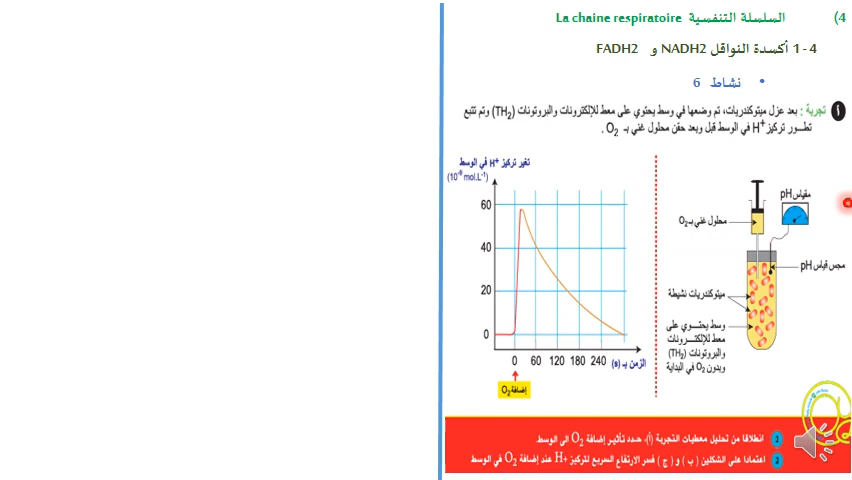 4) السلسلة التنفسية La chaine respiratoire
4 -1 أكسدة النواقل NADH2 و FADH2
• نشاط 6
أ تجربة : بعد عزل ميتوكندريات، تم وضعها في وسط يحتوي على معط للإلكترونات والبروتونات (TH₂) وتم تتبع
تطـــور تركيز H⁺ في الوسط قبل وبعد حقن محلول غني بـ O₂ .
تغير تركيز H⁺ في الوسط
(10⁻⁹ mol.L⁻¹)
60
40
20
0
0 60 120 180 240
الزمن بـ (s)
إضافة O₂
مقياس pH
محلول غني بـ O₂
مجس قياس pH
ميتوكندريات نشيطة
وسط يحتـــوي على
معط للإلكتـــرونات
والبروتونات (TH₂)
وبدون O₂ في البداية
انطلاقا من تحليل معطيات التجربة (أ)، حدد تأثير إضافة O₂ الى الوسط.
اعتمادا على الشكلين ( ب ) و ( ج ) فسر الارتفاع السريع لتركيز H+ عند إضافة O₂ في الوسط